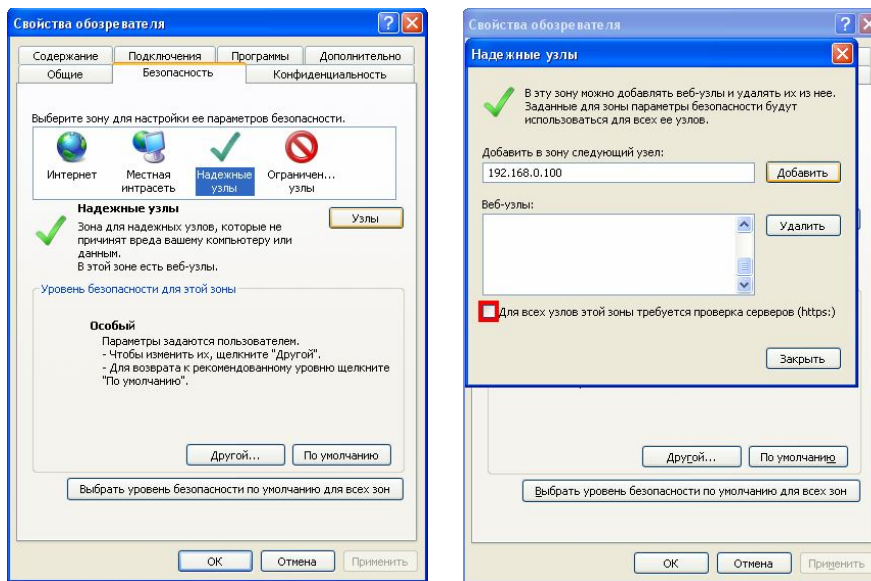 Свойства обозревателя
Содержание Подключения Программы Дополнительно
Общие Безопасность Конфиденциальность
Выберите зону для настройки ее параметров безопасности.
Интернет Местная интрасеть Надежные узлы Ограничен... узлы
Надежные узлы
Узлы
Зона для надежных узлов, которые не
причинят вреда вашему компьютеру или
данным.
В этой зоне есть веб-узлы.
Уровень безопасности для этой зоны
Особый
Параметры задаются пользователем.
- Чтобы изменить их, щелкните "Другой".
- Для возврата к рекомендованному уровню щелкните
"По умолчанию".
Другой... По умолчанию
Выбрать уровень безопасности по умолчанию для всех зон
OK Отмена Применить
Свойства обозревателя
Надежные узлы
В эту зону можно добавлять веб-узлы и удалять их из нее.
Заданные для зоны параметры безопасности будут
использоваться для всех ее узлов.
Добавить в зону следующий узел:
192.168.0.100 Добавить
Веб-узлы:
Удалить
Для всех узлов этой зоны требуется проверка серверов (https:)
Закрыть
Другой... По умолчанию
Выбрать уровень безопасности по умолчанию для всех зон
OK Отмена Применить